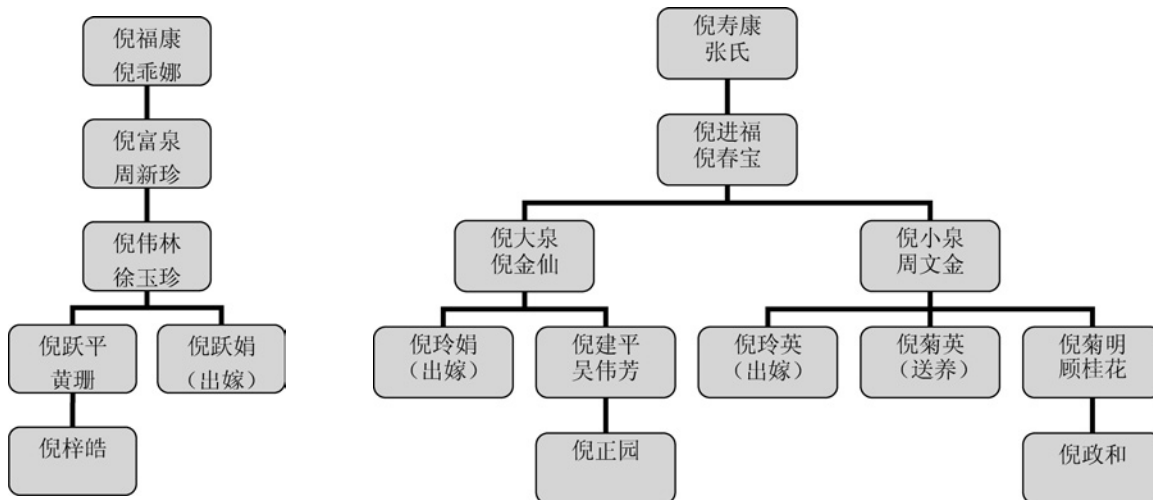 倪福康
倪乖娜
倪富泉
周新珍
倪伟林
徐玉珍
倪跃平
黄珊
倪跃娟
（出嫁）
倪梓皓
倪寿康
张氏
倪进福
倪春宝
倪大泉
倪金仙
倪小泉
周文金
倪玲娟
（出嫁）
倪建平
吴伟芳
倪玲英
（出嫁）
倪菊英
（送养）
倪菊明
顾桂花
倪正园
倪政和